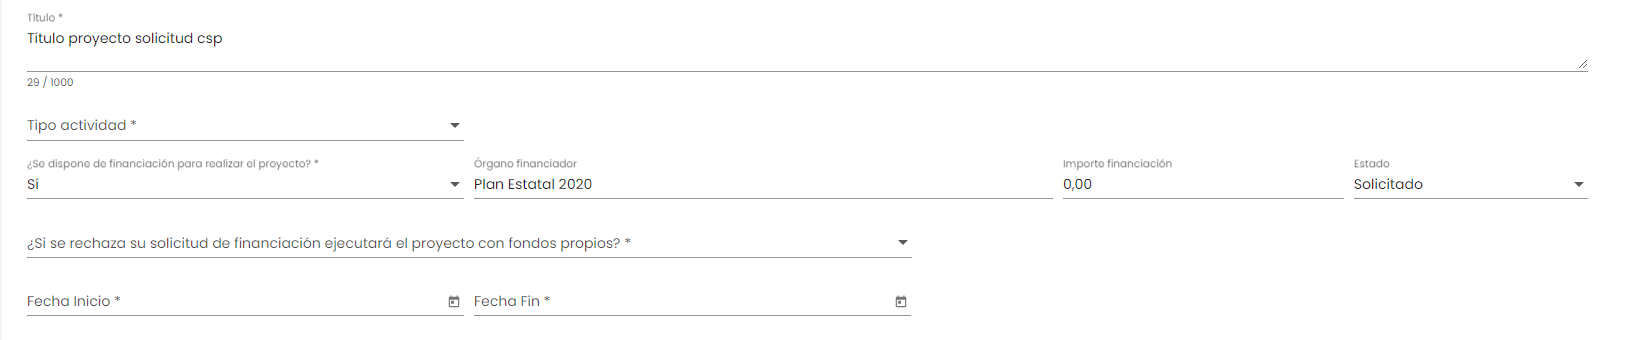 Título *
Título proyecto solicitud csp
29 / 1000
Tipo actividad *
¿Se dispone de financiación para realizar el proyecto? * Órgano financiador Importe financiación Estado
Sí Plan Estatal 2020 0,00 Solicitado
¿Si se rechaza su solicitud de financiación ejecutará el proyecto con fondos propios? *
Fecha Inicio * Fecha Fin *